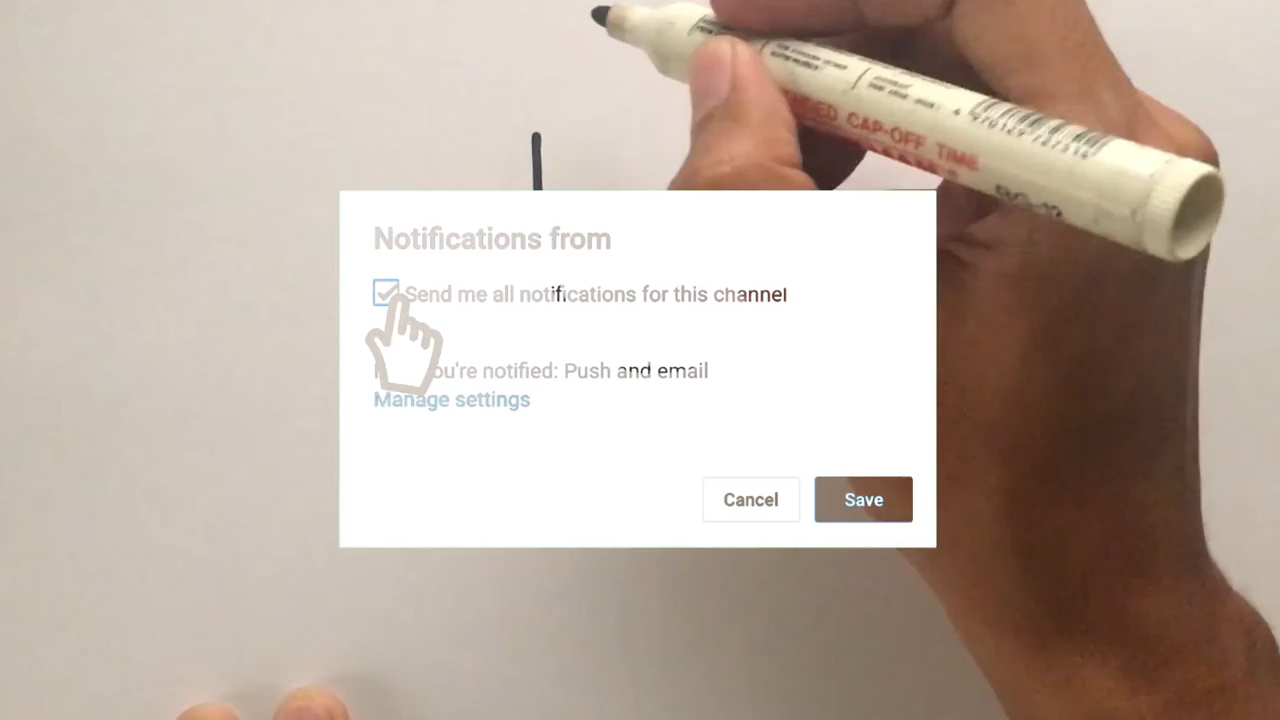 CAP-OFF TIME
Notifications from
Send me all notifications for this channel
you're notified: Push and email
Manage settings
Cancel
Save